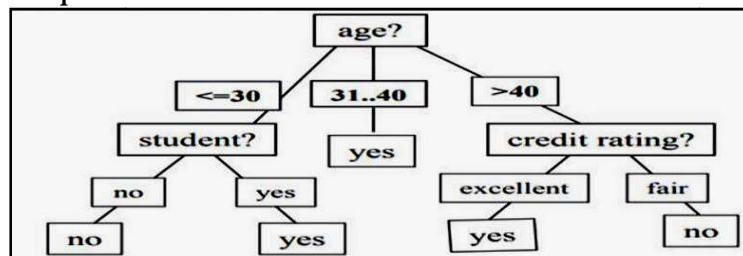 age?
<=30 31..40 >40
student? yes credit rating?
no yes excellent fair
no yes yes no